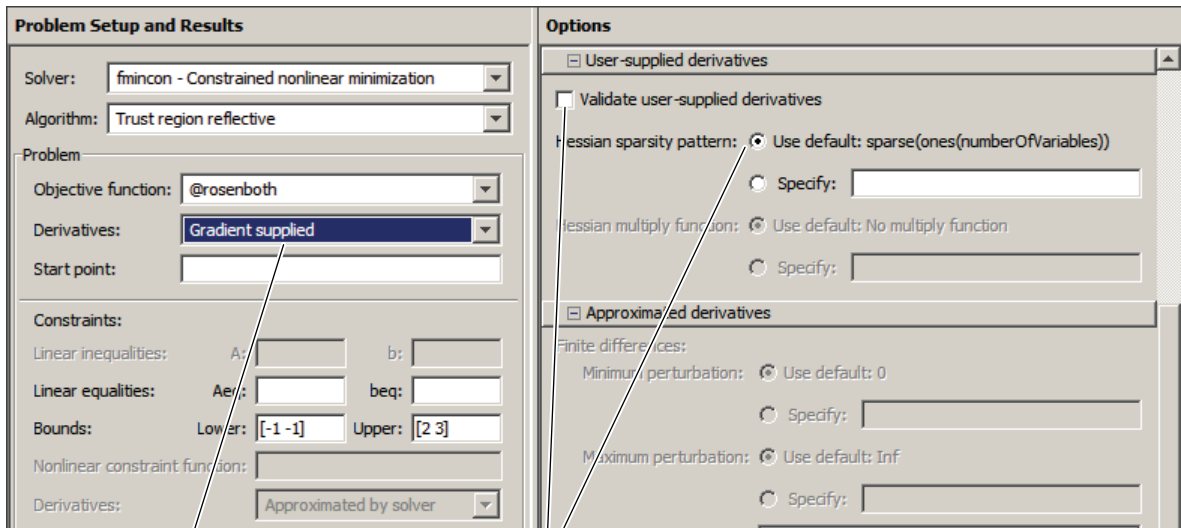 Problem Setup and Results
Solver: fmincon - Constrained nonlinear minimization
Algorithm: Trust region reflective
Problem
Objective function: @rosenboth
Derivatives: Gradient supplied
Start point:
Constraints:
Linear inequalities: A: b:
Linear equalities: Aeq: beq:
Bounds: Lower: [-1 -1] Upper: [2 3]
Nonlinear constraint function:
Derivatives: Approximated by solver
Options
User-supplied derivatives
Validate user-supplied derivatives
Hessian sparsity pattern: Use default: sparse(ones(numberOfVariables))
Specify:
Hessian multiply function: Use default: No multiply function
Specify:
Approximated derivatives
Finite differences:
Minimum perturbation: Use default: 0
Specify:
Maximum perturbation: Use default: Inf
Specify: